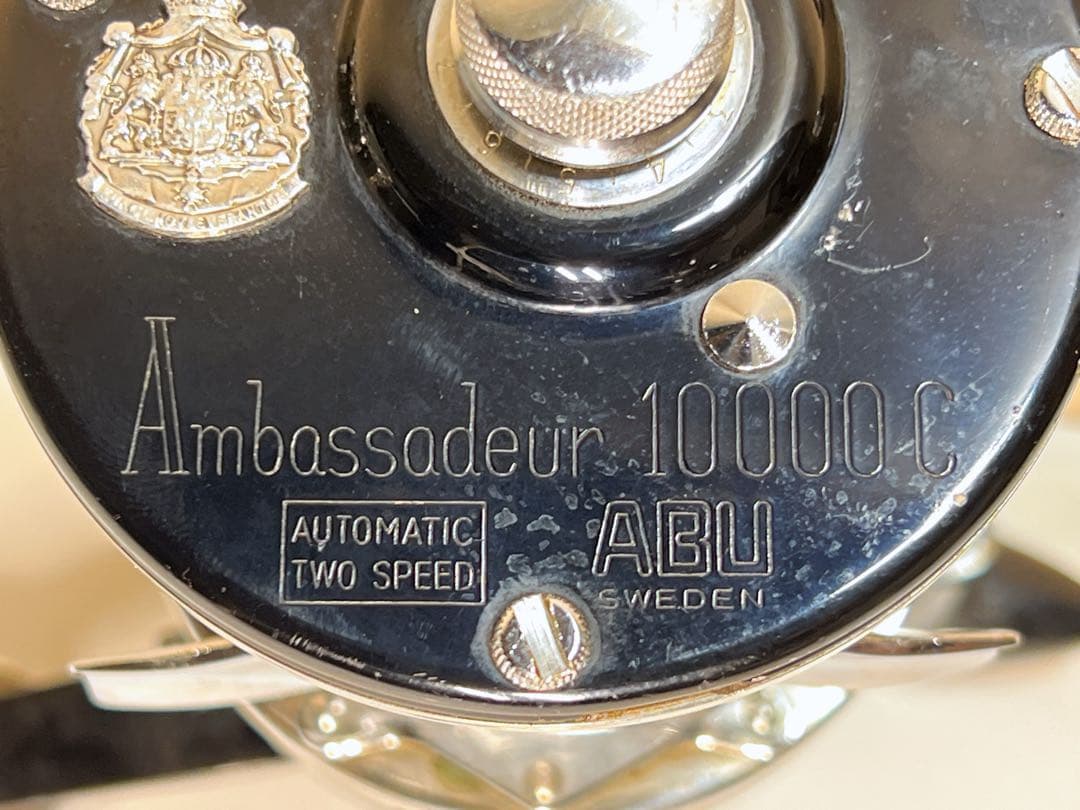 Ambassadeur 10000 C
AUTOMATIC
TWO SPEED
ABU
SWEDEN